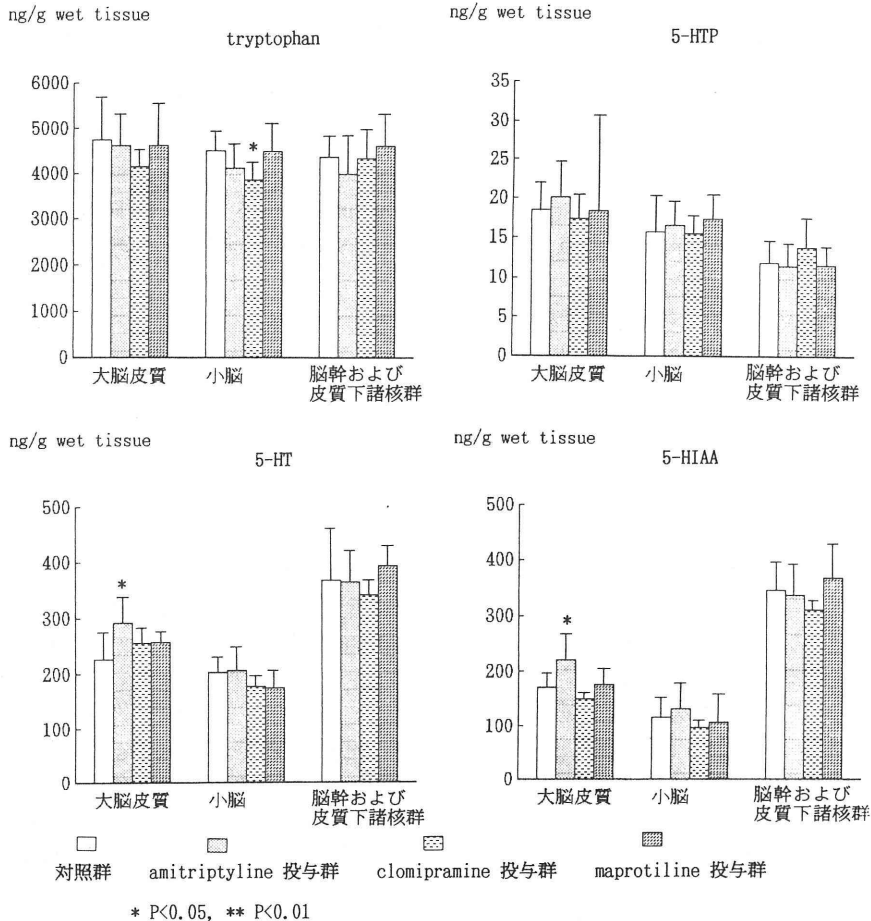 ng/g wet tissue
tryptophan
6000
5000
4000
3000
2000
1000
0
*
大脳皮質
小脳
脳幹および
皮質下諸核群
ng/g wet tissue
5-HTP
35
30
25
20
15
10
5
0
大脳皮質
小脳
脳幹および
皮質下諸核群
ng/g wet tissue
5-HT
500
400
300
200
100
0
*
大脳皮質
小脳
脳幹および
皮質下諸核群
ng/g wet tissue
5-HIAA
500
400
300
200
100
0
*
大脳皮質
小脳
脳幹および
皮質下諸核群
対照群
amitriptyline 投与群
clomipramine 投与群
maprotiline 投与群
* P<0.05, ** P<0.01